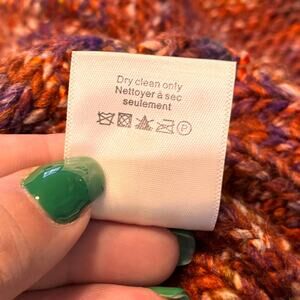 Dry clean only
Nettoyer à sec
seulement
P